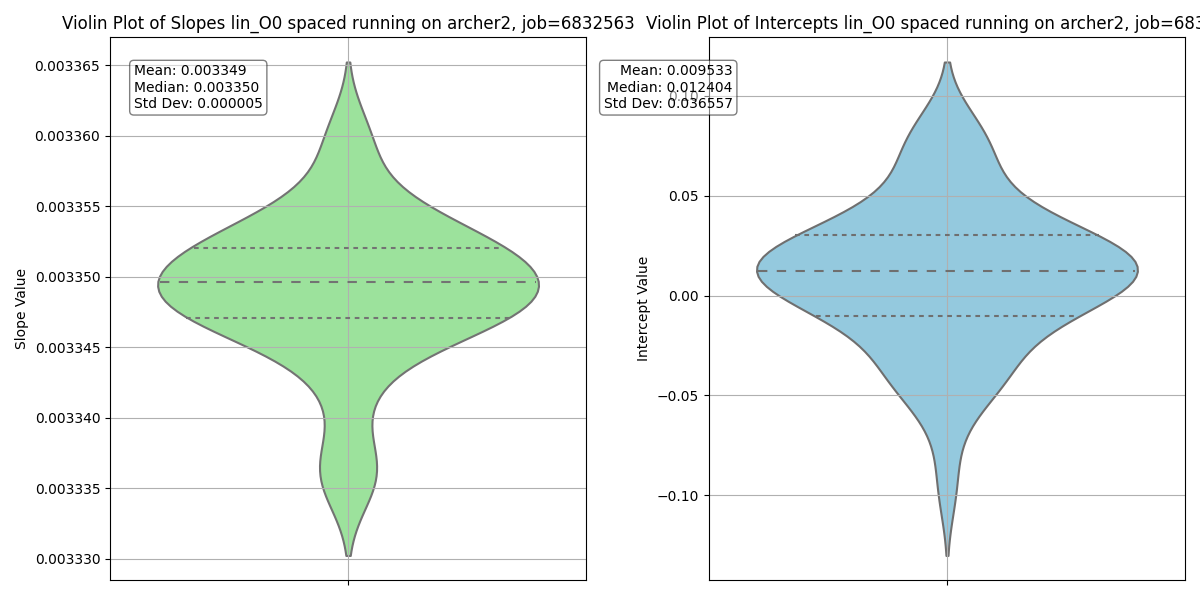 Violin Plot of Slopes lin_O0 spaced running on archer2, job=6832563
Mean: 0.003349
Median: 0.003350
Std Dev: 0.000005
0.003365
0.003360
0.003355
0.003350
0.003345
0.003340
0.003335
0.003330
Slope Value
Violin Plot of Intercepts lin_O0 spaced running on archer2, job=683
Mean: 0.009533
Median: 0.012404
Std Dev: 0.036557
0.10
0.05
0.00
−0.05
−0.10
Intercept Value